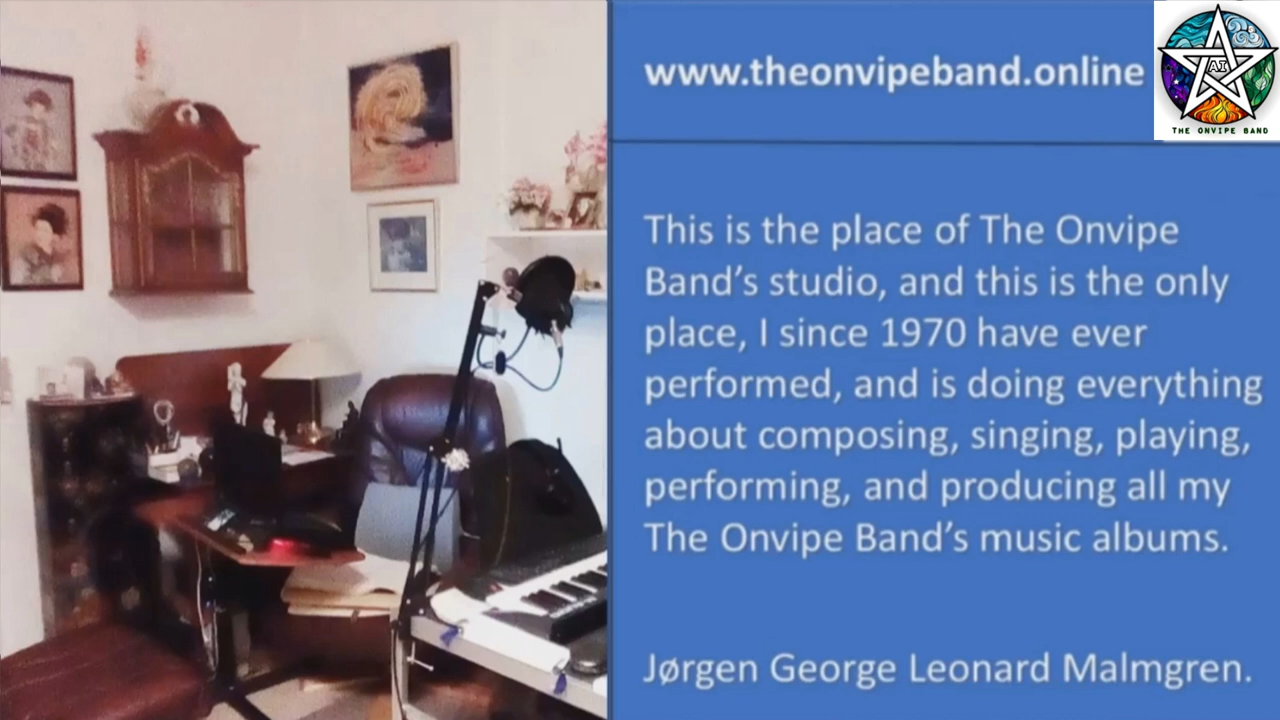 www.theonvipeband.online
AI
THE ONVIPE BAND
This is the place of The Onvipe
Band’s studio, and this is the only
place, I since 1970 have ever
performed, and is doing everything
about composing, singing, playing,
performing, and producing all my
The Onvipe Band’s music albums.
Jørgen George Leonard Malmgren.